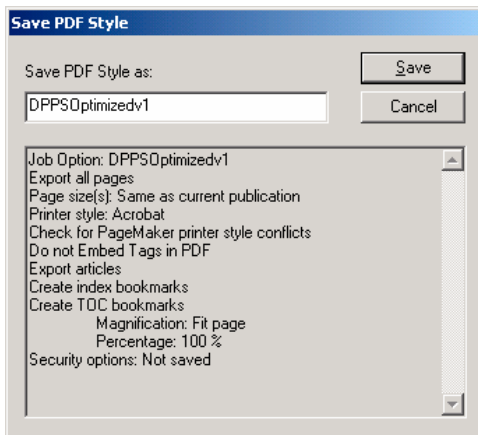 Save PDF Style
Save PDF Style as:
Save
DPPSOptimizedv1
Cancel
Job Option: DPPSOptimizedv1
Export all pages
Page size(s): Same as current publication
Printer style: Acrobat
Check for PageMaker printer style conflicts
Do not Embed Tags in PDF
Export articles
Create index bookmarks
Create TOC bookmarks
Magnification: Fit page
Percentage: 100 %
Security options: Not saved